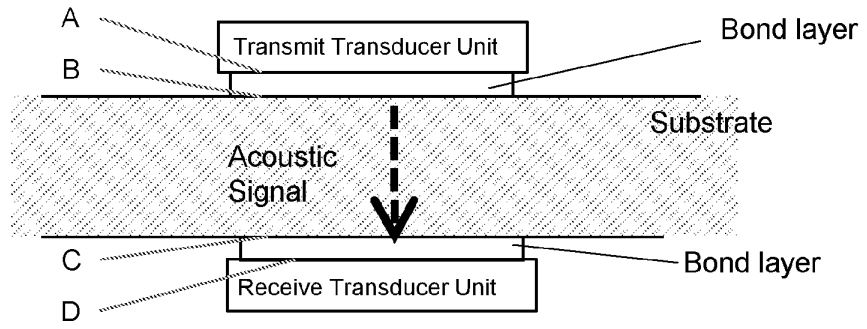 A
Transmit Transducer Unit
Bond layer
B
Substrate
Acoustic
Signal
C
Bond layer
D
Receive Transducer Unit